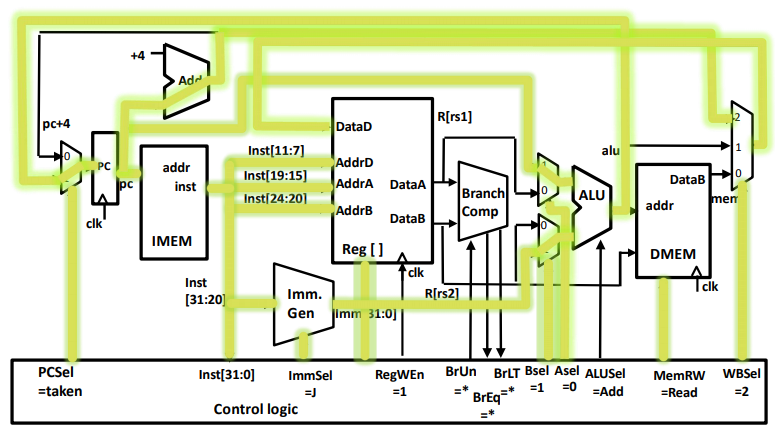 +4
Add
pc+4
0
PC
pc
clk
addr
inst
IMEM
Inst[11:7]
Inst[19:15]
Inst[24:20]
DataD
AddrD
AddrA
AddrB
DataA
DataB
Reg [ ]
clk
R[rs1]
R[rs2]
Branch
Comp
1
0
0
1
ALU
alu
2
1
0
DataB
addr
DMEM
clk
mem
Inst
[31:20]
Imm.
Gen
Imm[31:0]
PCSel
=taken
Inst[31:0]
ImmSel
=J
RegWEn
=1
BrUn
=*
BrEq
=*
BrLT
=*
Bsel
=1
Asel
=0
ALUSel
=Add
MemRW
=Read
WBSel
=2
Control logic